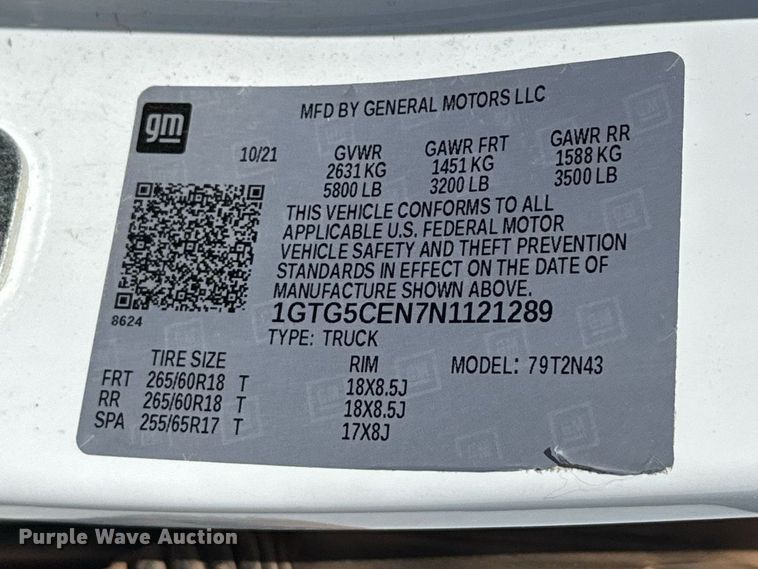 gm
MFD BY GENERAL MOTORS LLC
10/21 GVWR GAWR FRT GAWR RR
2631 KG 1451 KG 1588 KG
5800 LB 3200 LB 3500 LB
THIS VEHICLE CONFORMS TO ALL
APPLICABLE U.S. FEDERAL MOTOR
VEHICLE SAFETY AND THEFT PREVENTION
STANDARDS IN EFFECT ON THE DATE OF
MANUFACTURE SHOWN ABOVE.
8624
1GTG5CEN7N1121289
TYPE: TRUCK
TIRE SIZE RIM MODEL: 79T2N43
FRT 265/60R18 T 18X8.5J
RR 265/60R18 T 18X8.5J
SPA 255/65R17 T 17X8J
Purple Wave Auction